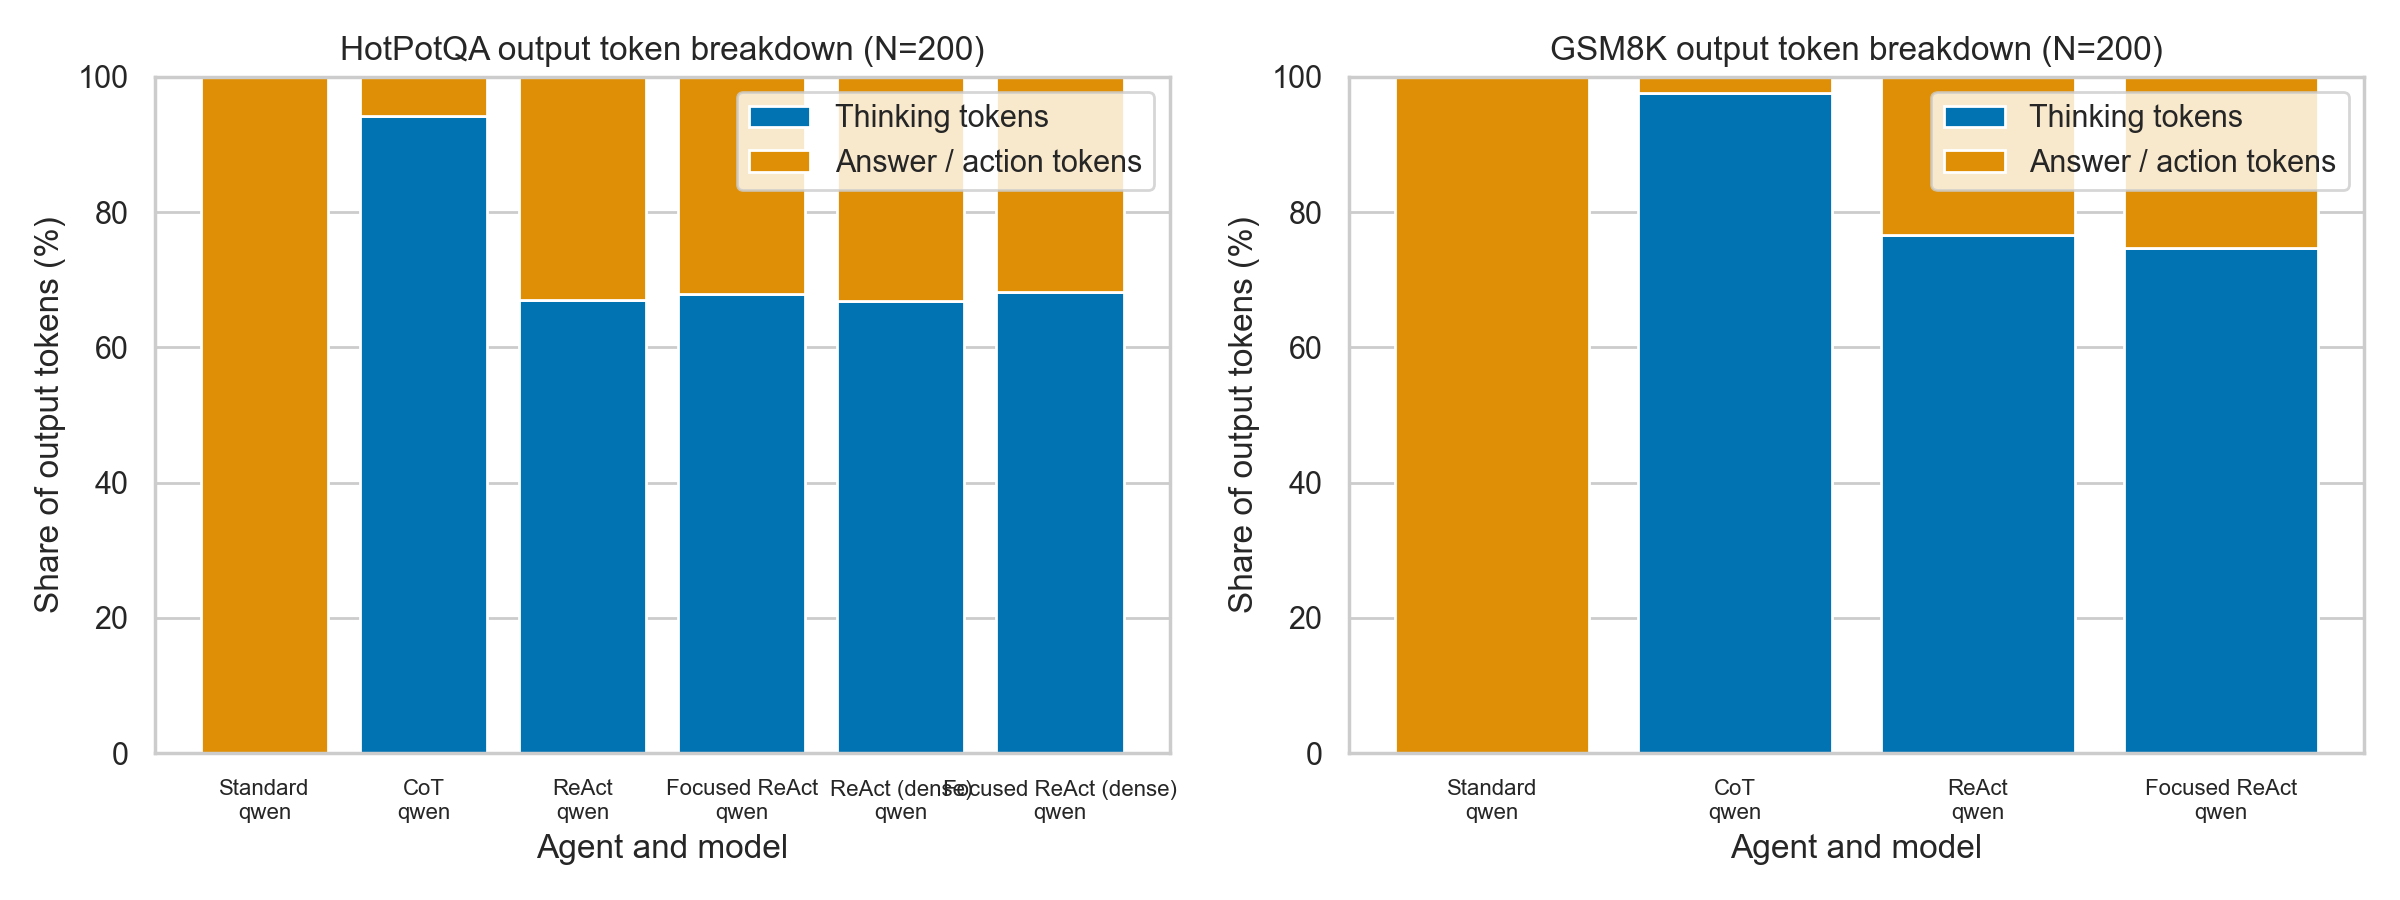 HotPotQA output token breakdown (N=200)
Share of output tokens (%)
100
80
60
40
20
0
Thinking tokens
Answer / action tokens
Standard
qwen
CoT
qwen
ReAct
qwen
Focused ReAct
qwen
ReAct (dense)
qwen
Focused ReAct (dense)
qwen
Agent and model
GSM8K output token breakdown (N=200)
Share of output tokens (%)
100
80
60
40
20
0
Thinking tokens
Answer / action tokens
Standard
qwen
CoT
qwen
ReAct
qwen
Focused ReAct
qwen
Agent and model